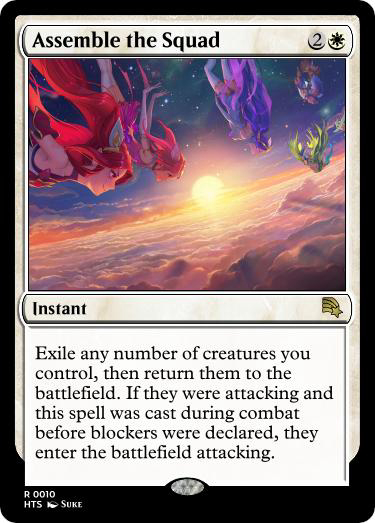 Assemble the Squad 2
Instant
Exile any number of creatures you
control, then return them to the
battlefield. If they were attacking and
this spell was cast during combat
before blockers were declared, they
enter the battlefield attacking.
R 0010
HTS Suke